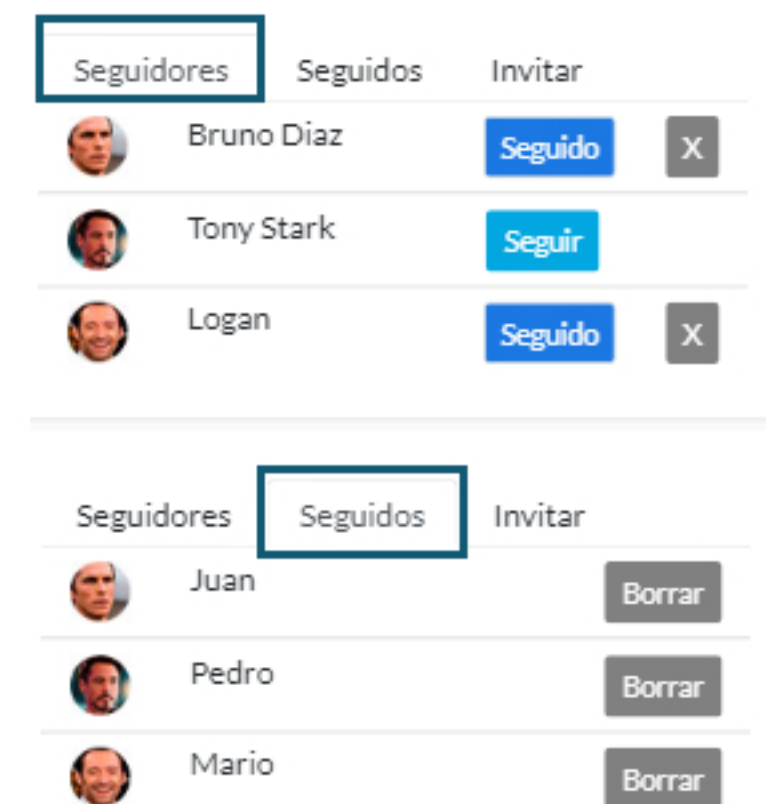 Seguidores Seguidos Invitar
Bruno Diaz Seguido X
Tony Stark Seguir
Logan Seguido X
Seguidores Seguidos Invitar
Juan Borrar
Pedro Borrar
Mario Borrar